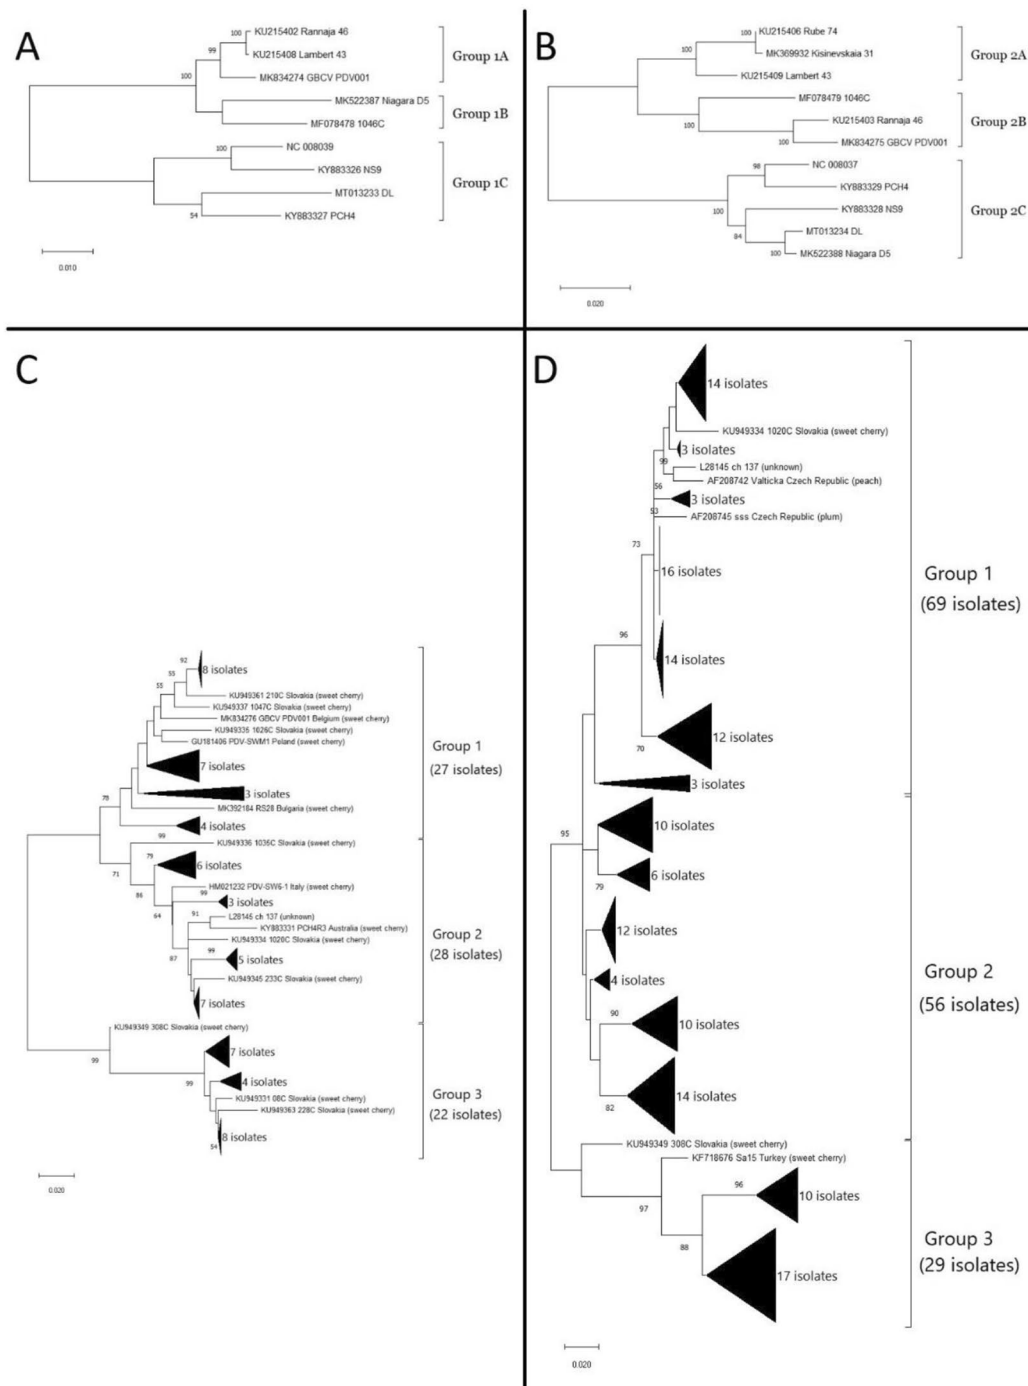 A
100
KU215402 Rannaja 46
99
KU215408 Lambert 43
Group 1A
100
MK834274 GBCV PDV001
MK522387 Niagara D5
Group 1B
100
MF078478 1046C
NC 008039
100
KY883326 NS9
Group 1C
MT013233 DL
54
KY883327 PCH4
0.010
B
KU215406 Rube 74
100
MK369932 Kisinevskaia 31
Group 2A
100
KU215409 Lambert 43
MF078479 1046C
KU215403 Rannaja 46
Group 2B
100
100
MK834275 GBCV PDV001
98
NC 008037
KY883329 PCH4
100
KY883328 NS9
Group 2C
84
MT013234 DL
100
MK522388 Niagara D5
0.020
C
92
8 isolates
55
55
KU949361 210C Slovakia (sweet cherry)
KU949337 1047C Slovakia (sweet cherry)
MK834276 GBCV PDV001 Belgium (sweet cherry)
KU949335 1026C Slovakia (sweet cherry)
GU181406 PDV-SWM1 Poland (sweet cherry)
Group 1
(27 isolates)
7 isolates
3 isolates
78
MK392184 RS28 Bulgaria (sweet cherry)
4 isolates
99
KU949336 1035C Slovakia (sweet cherry)
79
6 isolates
71
86
HM021232 PDV-SW6-1 Italy (sweet cherry)
99
3 isolates
64
91
L28145 ch 137 (unknown)
KY883331 PCH4R3 Australia (sweet cherry)
Group 2
(28 isolates)
KU949334 1020C Slovakia (sweet cherry)
87
99
5 isolates
KU949345 233C Slovakia (sweet cherry)
7 isolates
KU949349 308C Slovakia (sweet cherry)
7 isolates
99
99
4 isolates
KU949331 08C Slovakia (sweet cherry)
KU949363 228C Slovakia (sweet cherry)
Group 3
(22 isolates)
8 isolates
54
0.020
D
14 isolates
KU949334 1020C Slovakia (sweet cherry)
3 isolates
99
L28145 ch 137 (unknown)
AF208742 Valticka Czech Republic (peach)
56
3 isolates
53
AF208745 sss Czech Republic (plum)
73
16 isolates
Group 1
(69 isolates)
96
14 isolates
12 isolates
70
3 isolates
10 isolates
95
6 isolates
79
12 isolates
4 isolates
Group 2
(56 isolates)
90
10 isolates
14 isolates
82
KU949349 308C Slovakia (sweet cherry)
KF718676 Sa15 Turkey (sweet cherry)
96
10 isolates
97
88
Group 3
(29 isolates)
17 isolates
0.020